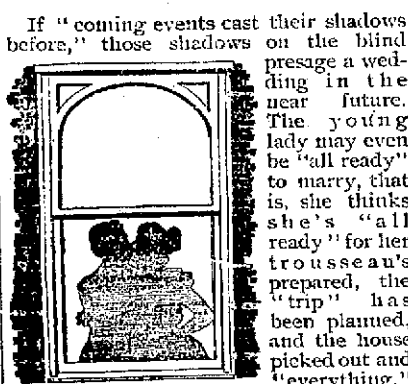 If "coming events cast their shadows
before," those shadows on the blind
presage a wed-
ding in the
near future.
The young
lady may even
be "all ready"
to marry, that
is, she thinks
she's "all
ready" for her
trousseau's
prepared, the
"trip" has
been planned,
and the house
picked out and
"everything."